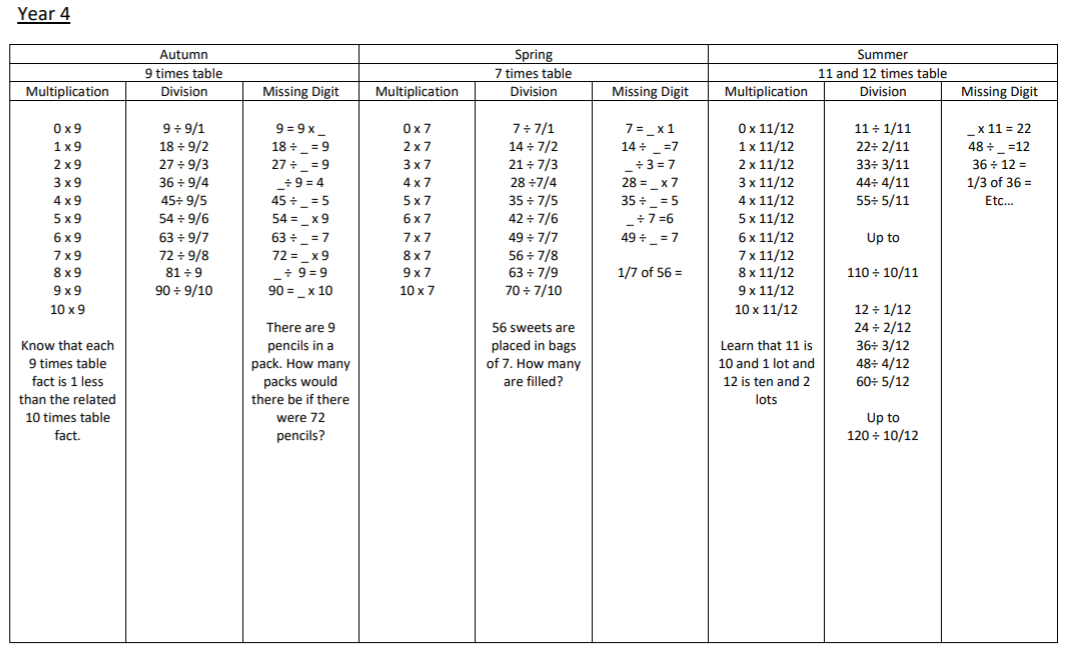 Year 4
Autumn
Spring
Summer
9 times table
7 times table
11 and 12 times table
Multiplication
Division
Missing Digit
Multiplication
Division
Missing Digit
Multiplication
Division
Missing Digit
0 x 9
1 x 9
2 x 9
3 x 9
4 x 9
5 x 9
6 x 9
7 x 9
8 x 9
9 x 9
10 x 9
Know that each
9 times table
fact is 1 less
than the related
10 times table
fact.
9 ÷ 9/1
18 ÷ 9/2
27 ÷ 9/3
36 ÷ 9/4
45÷ 9/5
54 ÷ 9/6
63 ÷ 9/7
72 ÷ 9/8
81 ÷ 9
90 ÷ 9/10
9 = 9 x _
18 ÷ _ = 9
27 ÷ _ = 9
_÷ 9 = 4
45 ÷ _ = 5
54 = _ x 9
63 ÷ _ = 7
72 = _ x 9
_ ÷ 9 = 9
90 = _ x 10
There are 9
pencils in a
pack. How many
packs would
there be if there
were 72
pencils?
0 x 7
2 x 7
3 x 7
4 x 7
5 x 7
6 x 7
7 x 7
8 x 7
9 x 7
10 x 7
7 ÷ 7/1
14 ÷ 7/2
21 ÷ 7/3
28 ÷7/4
35 ÷ 7/5
42 ÷ 7/6
49 ÷ 7/7
56 ÷ 7/8
63 ÷ 7/9
70 ÷ 7/10
56 sweets are
placed in bags
of 7. How many
are filled?
7 = _ x 1
14 ÷ _ =7
_ ÷ 3 = 7
28 = _ x 7
35 ÷ _ = 5
_ ÷ 7 =6
49 ÷ _ = 7
1/7 of 56 =
0 x 11/12
1 x 11/12
2 x 11/12
3 x 11/12
4 x 11/12
5 x 11/12
6 x 11/12
7 x 11/12
8 x 11/12
9 x 11/12
10 x 11/12
Learn that 11 is
10 and 1 lot and
12 is ten and 2
lots
11 ÷ 1/11
22÷ 2/11
33÷ 3/11
44÷ 4/11
55÷ 5/11
Up to
110 ÷ 10/11
12 ÷ 1/12
24 ÷ 2/12
36÷ 3/12
48÷ 4/12
60÷ 5/12
Up to
120 ÷ 10/12
_ x 11 = 22
48 ÷ _ =12
36 ÷ 12 =
1/3 of 36 =
Etc...